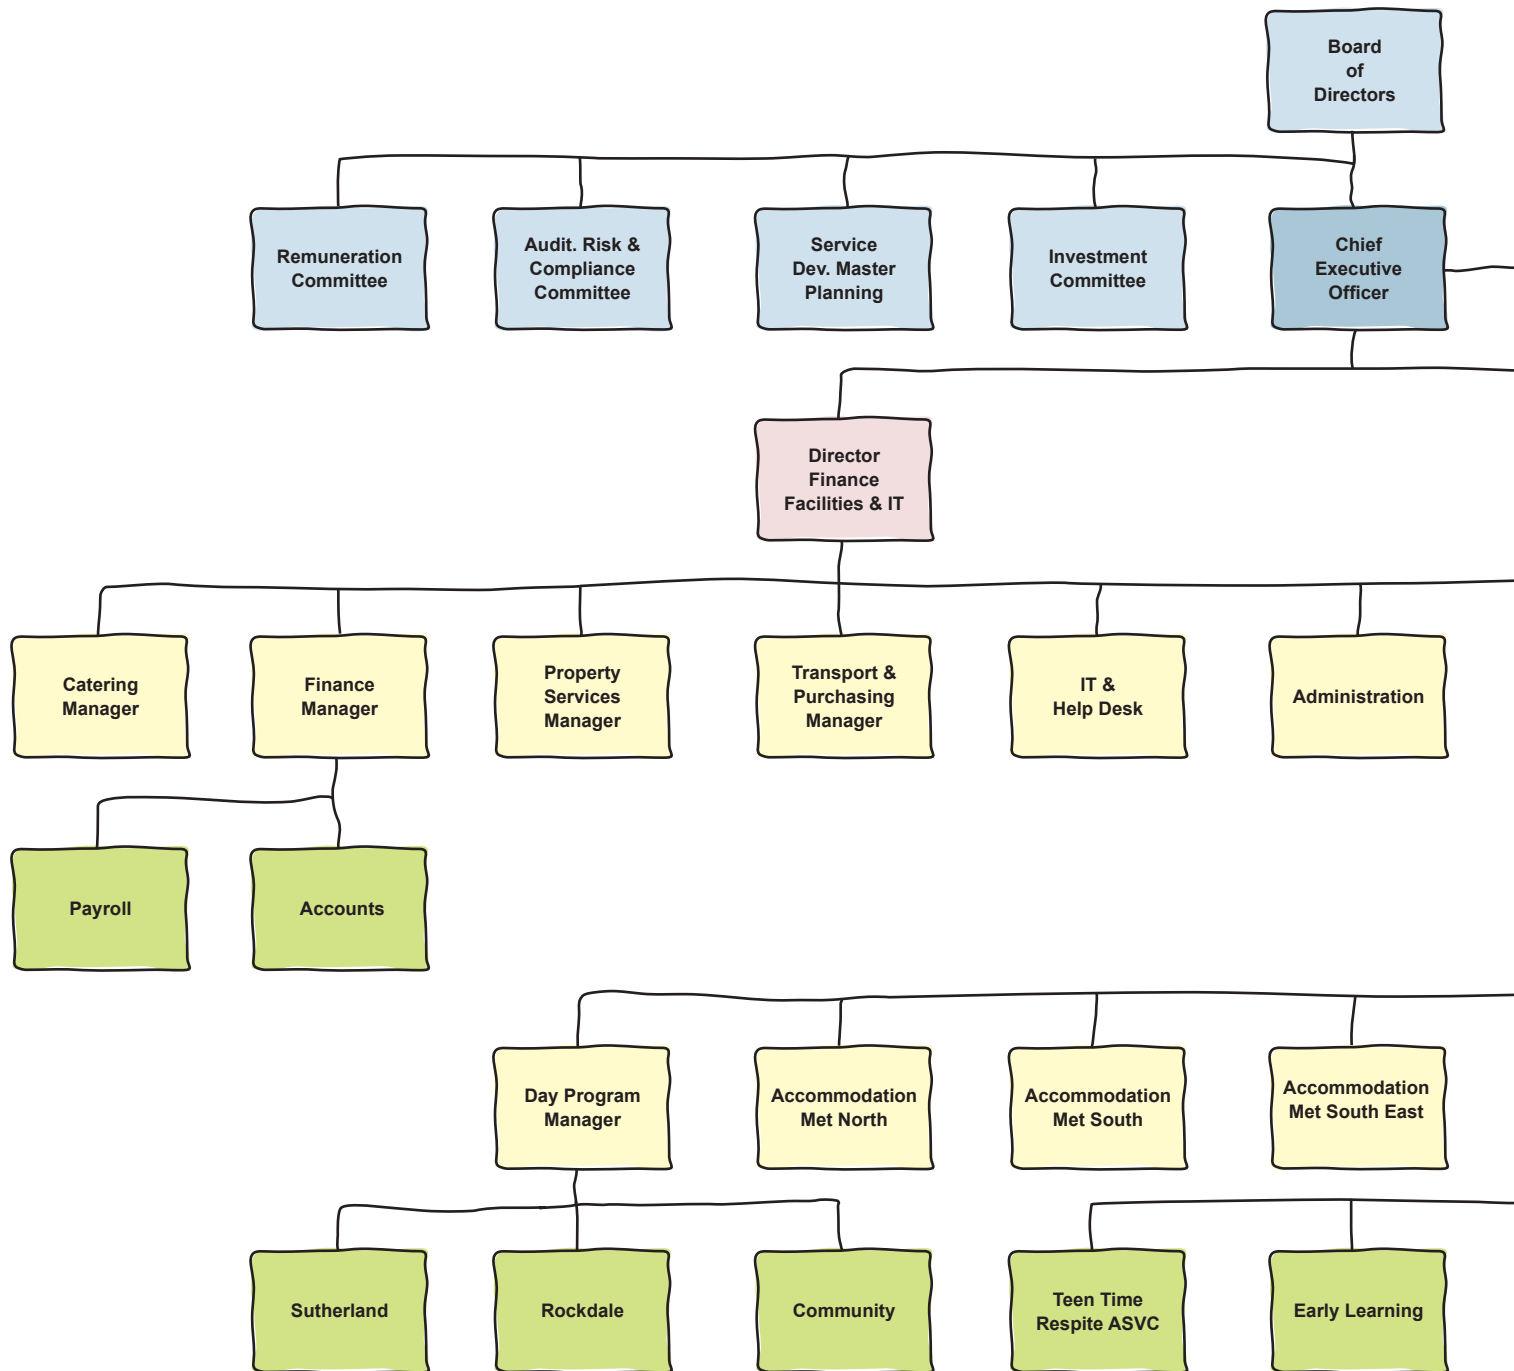 Board
of
Directors
Remuneration
Committee
Audit. Risk &
Compliance
Committee
Service
Dev. Master
Planning
Investment
Committee
Chief
Executive
Officer
Director
Finance
Facilities & IT
Catering
Manager
Finance
Manager
Property
Services
Manager
Transport &
Purchasing
Manager
IT &
Help Desk
Administration
Payroll
Accounts
Day Program
Manager
Accommodation
Met North
Accommodation
Met South
Accommodation
Met South East
Sutherland
Rockdale
Community
Teen Time
Respite ASVC
Early Learning